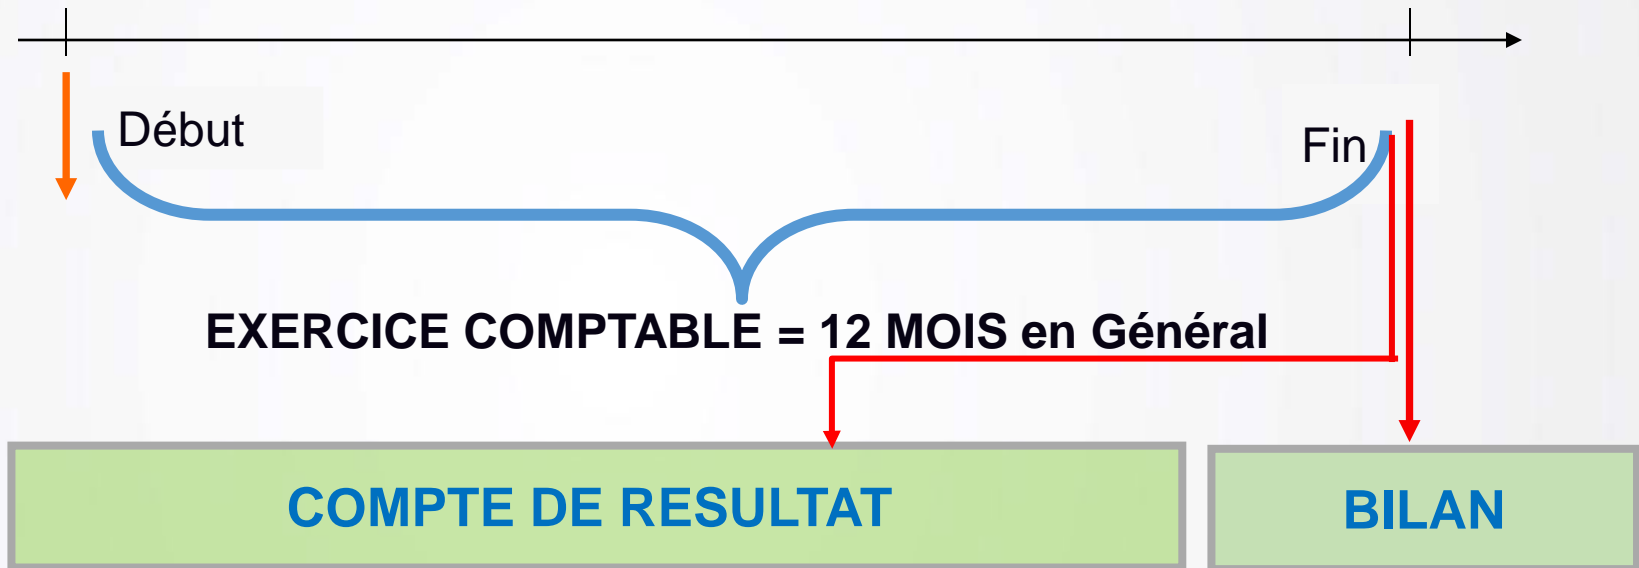 Début
Fin
EXERCICE COMPTABLE = 12 MOIS en Général
COMPTE DE RESULTAT
BILAN